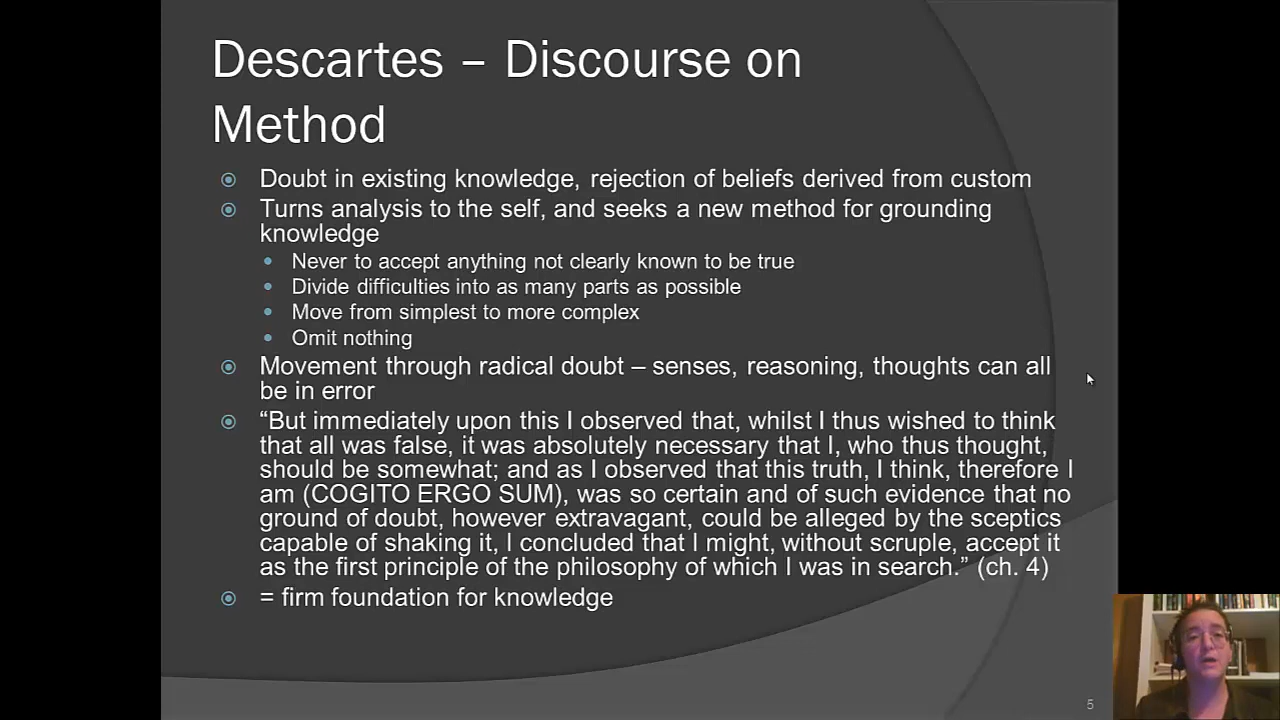 Descartes – Discourse on
Method
Doubt in existing knowledge, rejection of beliefs derived from custom
Turns analysis to the self, and seeks a new method for grounding
knowledge
Never to accept anything not clearly known to be true
Divide difficulties into as many parts as possible
Move from simplest to more complex
Omit nothing
Movement through radical doubt – senses, reasoning, thoughts can all
be in error
“But immediately upon this I observed that, whilst I thus wished to think
that all was false, it was absolutely necessary that I, who thus thought,
should be somewhat; and as I observed that this truth, I think, therefore I
am (COGITO ERGO SUM), was so certain and of such evidence that no
ground of doubt, however extravagant, could be alleged by the sceptics
capable of shaking it, I concluded that I might, without scruple, accept it
as the first principle of the philosophy of which I was in search.” (ch. 4)
= firm foundation for knowledge
5